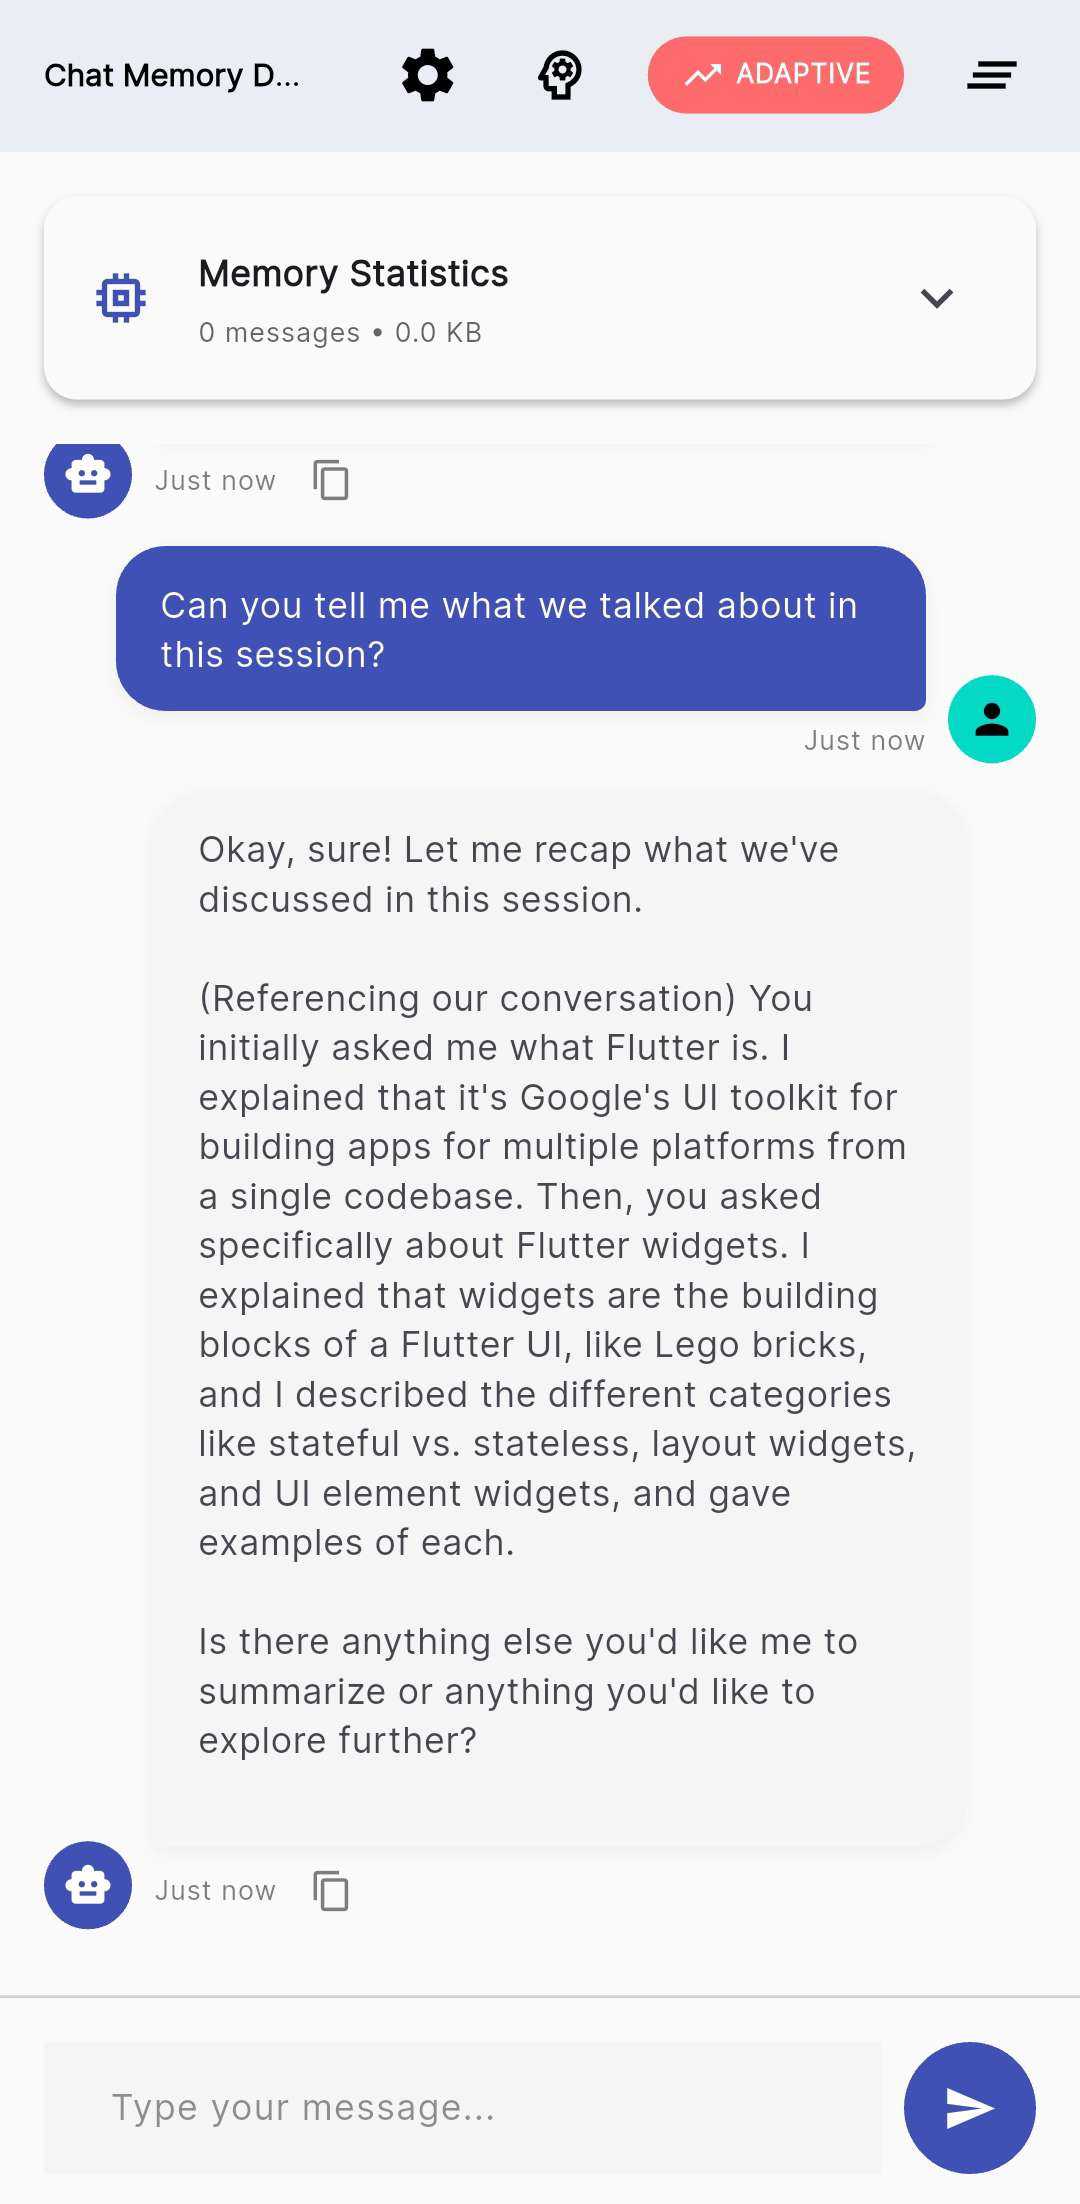 Chat Memory D...
ADAPTIVE
Memory Statistics
0 messages • 0.0 KB
Just now
Can you tell me what we talked about in
this session?
Just now
Okay, sure! Let me recap what we've
discussed in this session.
(Referencing our conversation) You
initially asked me what Flutter is. I
explained that it's Google's UI toolkit for
building apps for multiple platforms from
a single codebase. Then, you asked
specifically about Flutter widgets. I
explained that widgets are the building
blocks of a Flutter UI, like Lego bricks,
and I described the different categories
like stateful vs. stateless, layout widgets,
and UI element widgets, and gave
examples of each.
Is there anything else you'd like me to
summarize or anything you'd like to
explore further?
Just now
Type your message...